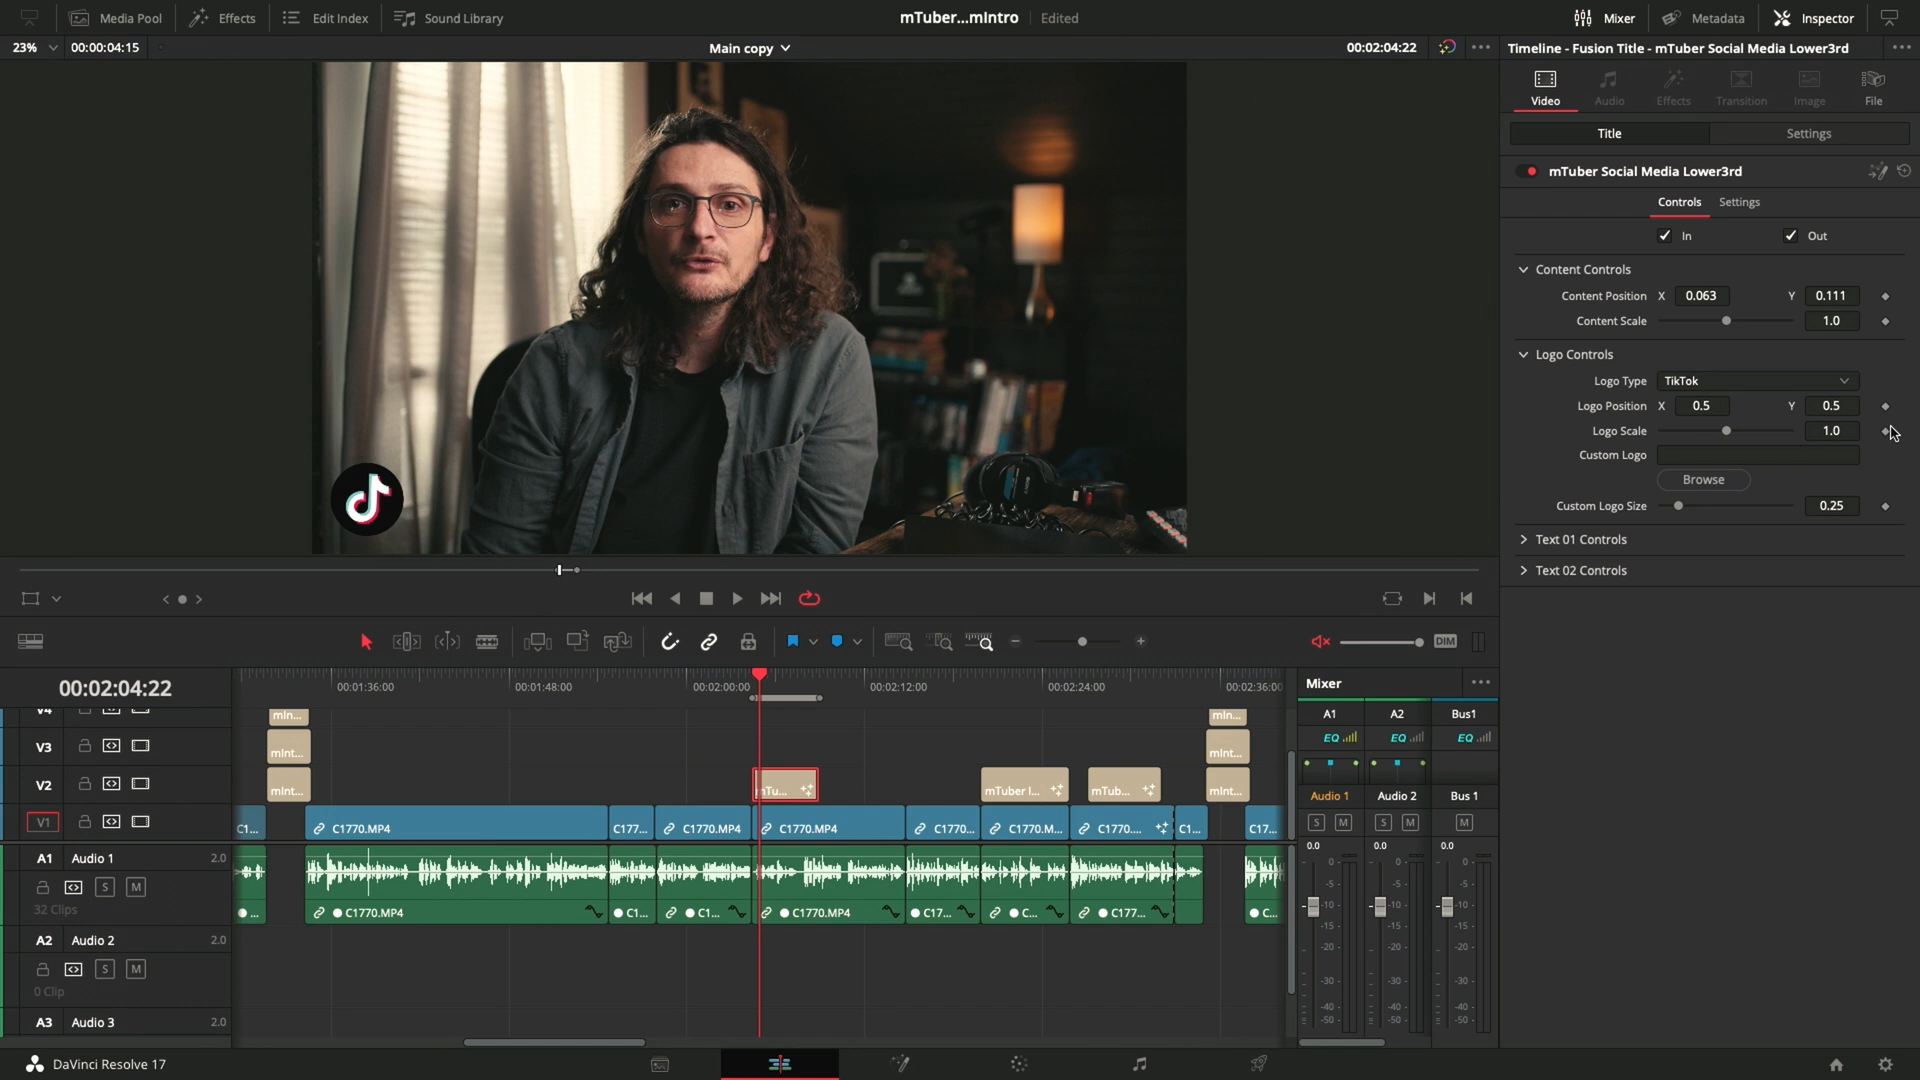 Media Pool
Effects
Edit Index
Sound Library
mTuber...mIntro
Edited
Mixer
Metadata
Inspector
23%
00:00:04:15
Main copy
00:02:04:22
Timeline - Fusion Title - mTuber Social Media Lower3rd
Video
Audio
Effects
Transition
Image
File
Title
Settings
mTuber Social Media Lower3rd
Controls
Settings
In
Out
Content Controls
Content Position X 0.063 Y 0.111
Content Scale 1.0
Logo Controls
Logo Type TikTok
Logo Position X 0.5 Y 0.5
Logo Scale 1.0
Custom Logo
Browse
Custom Logo Size 0.25
Text 01 Controls
Text 02 Controls
DIM
00:02:04:22
00:01:36:00
00:01:48:00
00:02:00:00
00:02:12:00
00:02:24:00
00:02:36:00
V4
mIn...
mIn...
V3
mInt...
mInt...
V2
mInt...
mTu...
mTuber l...
mTub...
mInt...
V1
C1...
C1770.MP4
C177...
C1770.MP4
C1770.MP4
C1770...
C1770.M...
C1770....
C1...
C17...
A1 Audio 1 2.0
S M
32 Clips
...
C1770.MP4
C1...
C1...
C1770.MP4
C17...
C...
C177...
C...
A2 Audio 2 2.0
S M
0 Clip
A3 Audio 3 2.0
Mixer
A1 A2 Bus1
EQ EQ EQ
Audio 1 Audio 2 Bus 1
S M S M M
0.0 0.0 0.0
0 0 0
-5 -5 -5
-10 -10 -10
-15 -15 -15
-20 -20 -20
-30 -30 -30
-40 -40 -40
-50 -50 -50
DaVinci Resolve 17